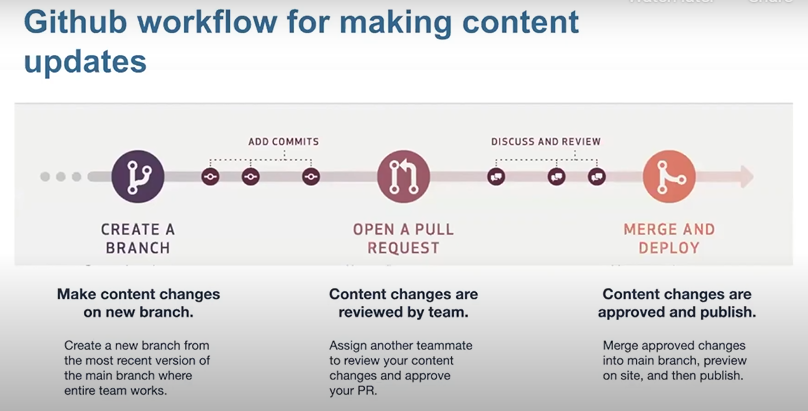 Github workflow for making content
updates
ADD COMMITS
DISCUSS AND REVIEW
CREATE A
BRANCH
OPEN A PULL
REQUEST
MERGE AND
DEPLOY
Make content changes
on new branch.
Create a new branch from
the most recent version of
the main branch where
entire team works.
Content changes are
reviewed by team.
Assign another teammate
to review your content
changes and approve
your PR.
Content changes are
approved and publish.
Merge approved changes
into main branch, preview
on site, and then publish.